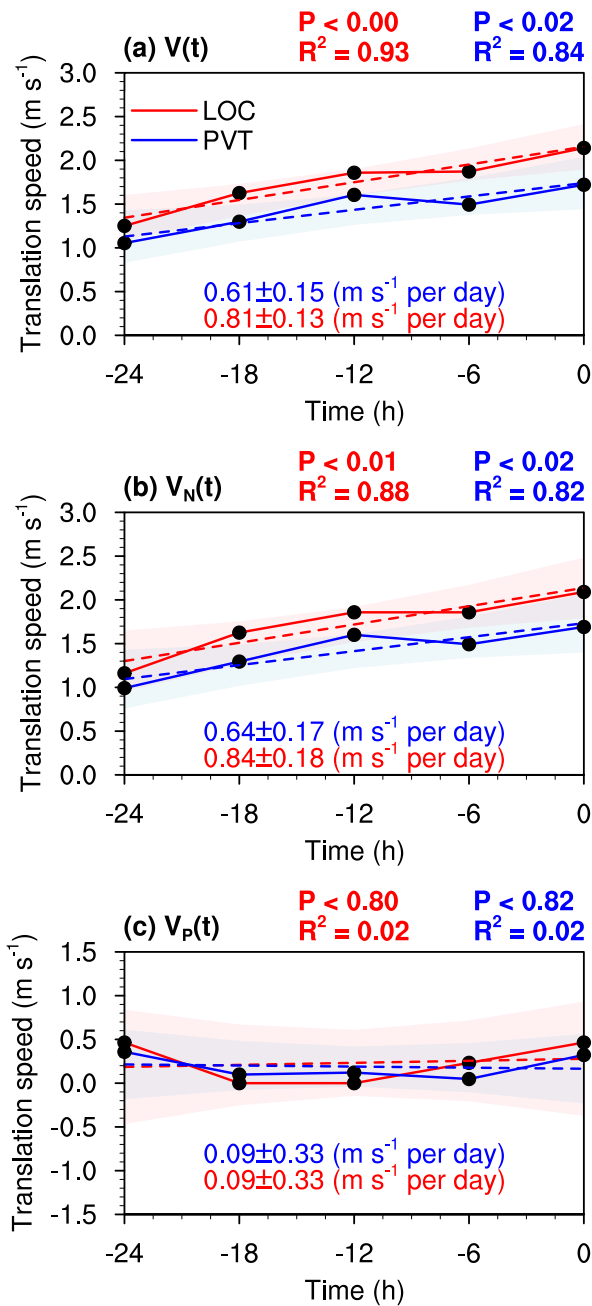 P < 0.00 P < 0.02
(a) V(t) R² = 0.93 R² = 0.84
3.0
LOC
2.5
PVT
2.0
1.5
1.0
0.5
0.0
Translation speed (m s⁻¹)
0.61±0.15 (m s⁻¹ per day)
0.81±0.13 (m s⁻¹ per day)
-24 -18 -12 -6 0
Time (h)
P < 0.01 P < 0.02
(b) V_N(t) R² = 0.88 R² = 0.82
3.0
2.5
2.0
1.5
1.0
0.5
0.0
Translation speed (m s⁻¹)
0.64±0.17 (m s⁻¹ per day)
0.84±0.18 (m s⁻¹ per day)
-24 -18 -12 -6 0
Time (h)
P < 0.80 P < 0.82
(c) V_P(t) R² = 0.02 R² = 0.02
1.5
1.0
0.5
0.0
-0.5
-1.0
-1.5
Translation speed (m s⁻¹)
0.09±0.33 (m s⁻¹ per day)
0.09±0.33 (m s⁻¹ per day)
-24 -18 -12 -6 0
Time (h)